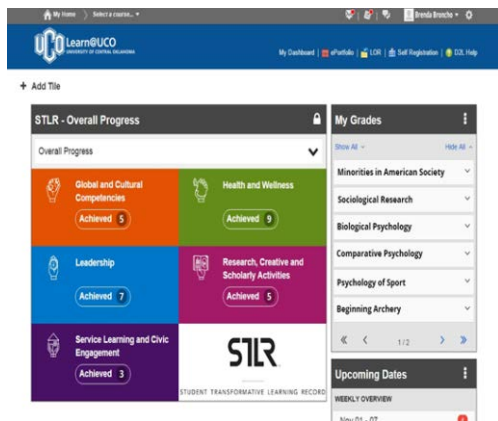 My Home
Select a course...
Brenda Broncho
UCO
Learn@UCO
UNIVERSITY OF CENTRAL OKLAHOMA
My Dashboard | ePortfolio | LOR | Self Registration | D2L Help
+ Add Tile
STLR - Overall Progress
Overall Progress
Global and Cultural
Competencies
Achieved 5
Health and Wellness
Achieved 9
Leadership
Achieved 7
Research, Creative and
Scholarly Activities
Achieved 5
Service Learning and Civic
Engagement
Achieved 3
STLR
STUDENT TRANSFORMATIVE LEARNING RECORD
My Grades
Show All
Hide All
Minorities in American Society
Sociological Research
Biological Psychology
Comparative Psychology
Psychology of Sport
Beginning Archery
1/2
Upcoming Dates
WEEKLY OVERVIEW
Nov 01 - 07